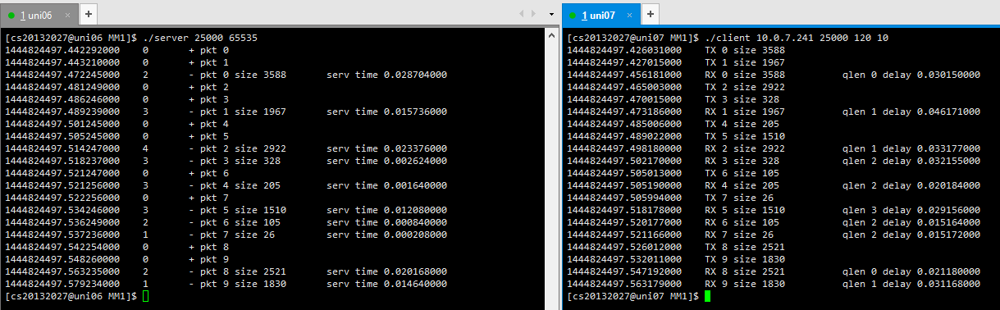 1 uni06 × +
[cs20132027@uni06 MM1]$ ./server 25000 65535
1444824497.442292000 0 + pkt 0
1444824497.443210000 0 + pkt 1
1444824497.472245000 2 - pkt 0 size 3588 serv time 0.028704000
1444824497.481249000 0 + pkt 2
1444824497.486246000 0 + pkt 3
1444824497.489239000 3 - pkt 1 size 1967 serv time 0.015736000
1444824497.501245000 0 + pkt 4
1444824497.505245000 0 + pkt 5
1444824497.514247000 4 - pkt 2 size 2922 serv time 0.023376000
1444824497.518237000 3 - pkt 3 size 328 serv time 0.002624000
1444824497.521247000 0 + pkt 6
1444824497.521256000 3 - pkt 4 size 205 serv time 0.001640000
1444824497.522256000 0 + pkt 7
1444824497.534246000 3 - pkt 5 size 1510 serv time 0.012080000
1444824497.536249000 2 - pkt 6 size 105 serv time 0.000840000
1444824497.537236000 1 - pkt 7 size 26 serv time 0.000208000
1444824497.542254000 0 + pkt 8
1444824497.548260000 0 + pkt 9
1444824497.563235000 2 - pkt 8 size 2521 serv time 0.020168000
1444824497.579234000 1 - pkt 9 size 1830 serv time 0.014640000
[cs20132027@uni06 MM1]$
1 uni07 × +
[cs20132027@uni07 MM1]$ ./client 10.0.7.241 25000 120 10
1444824497.426031000 TX 0 size 3588
1444824497.427015000 TX 1 size 1967
1444824497.456181000 RX 0 size 3588 qlen 0 delay 0.030150000
1444824497.465003000 TX 2 size 2922
1444824497.470015000 TX 3 size 328
1444824497.473186000 RX 1 size 1967 qlen 1 delay 0.046171000
1444824497.485006000 TX 4 size 205
1444824497.489022000 TX 5 size 1510
1444824497.498180000 RX 2 size 2922 qlen 1 delay 0.033177000
1444824497.502170000 RX 3 size 328 qlen 2 delay 0.032155000
1444824497.505013000 TX 6 size 105
1444824497.505190000 RX 4 size 205 qlen 2 delay 0.020184000
1444824497.505994000 TX 7 size 26
1444824497.518178000 RX 5 size 1510 qlen 3 delay 0.029156000
1444824497.520177000 RX 6 size 105 qlen 2 delay 0.015164000
1444824497.521166000 RX 7 size 26 qlen 2 delay 0.015172000
1444824497.526012000 TX 8 size 2521
1444824497.532011000 TX 9 size 1830
1444824497.547192000 RX 8 size 2521 qlen 0 delay 0.021180000
1444824497.563179000 RX 9 size 1830 qlen 1 delay 0.031168000
[cs20132027@uni07 MM1]$